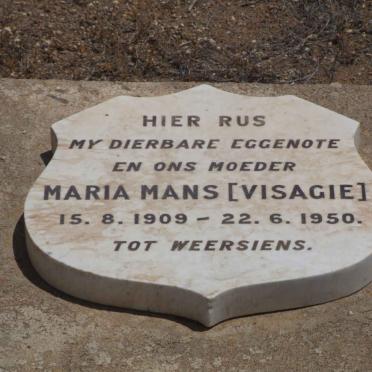 HIER RUS
MY DIERBARE EGGENOTE
EN ONS MOEDER
MARIA MANS [VISAGIE]
15. 8. 1909 – 22. 6. 1950.
TOT WEERSIENS.